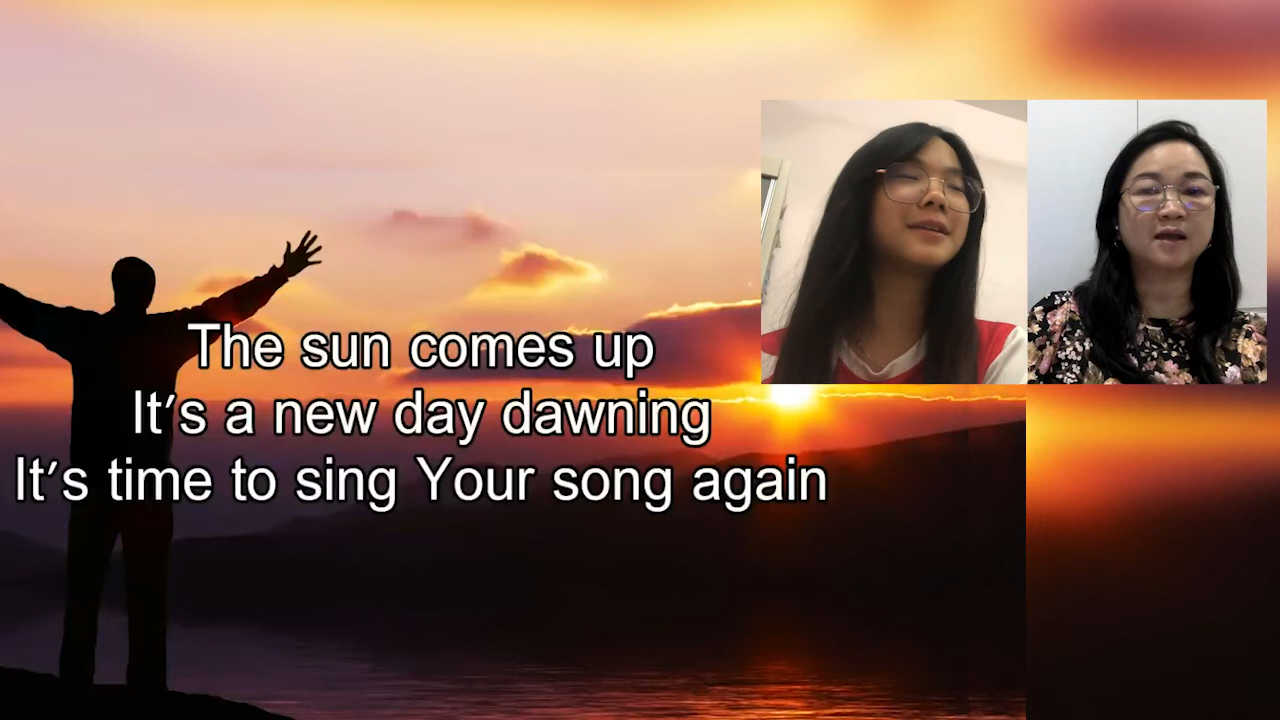 The sun comes up
It's a new day dawning
It's time to sing Your song again